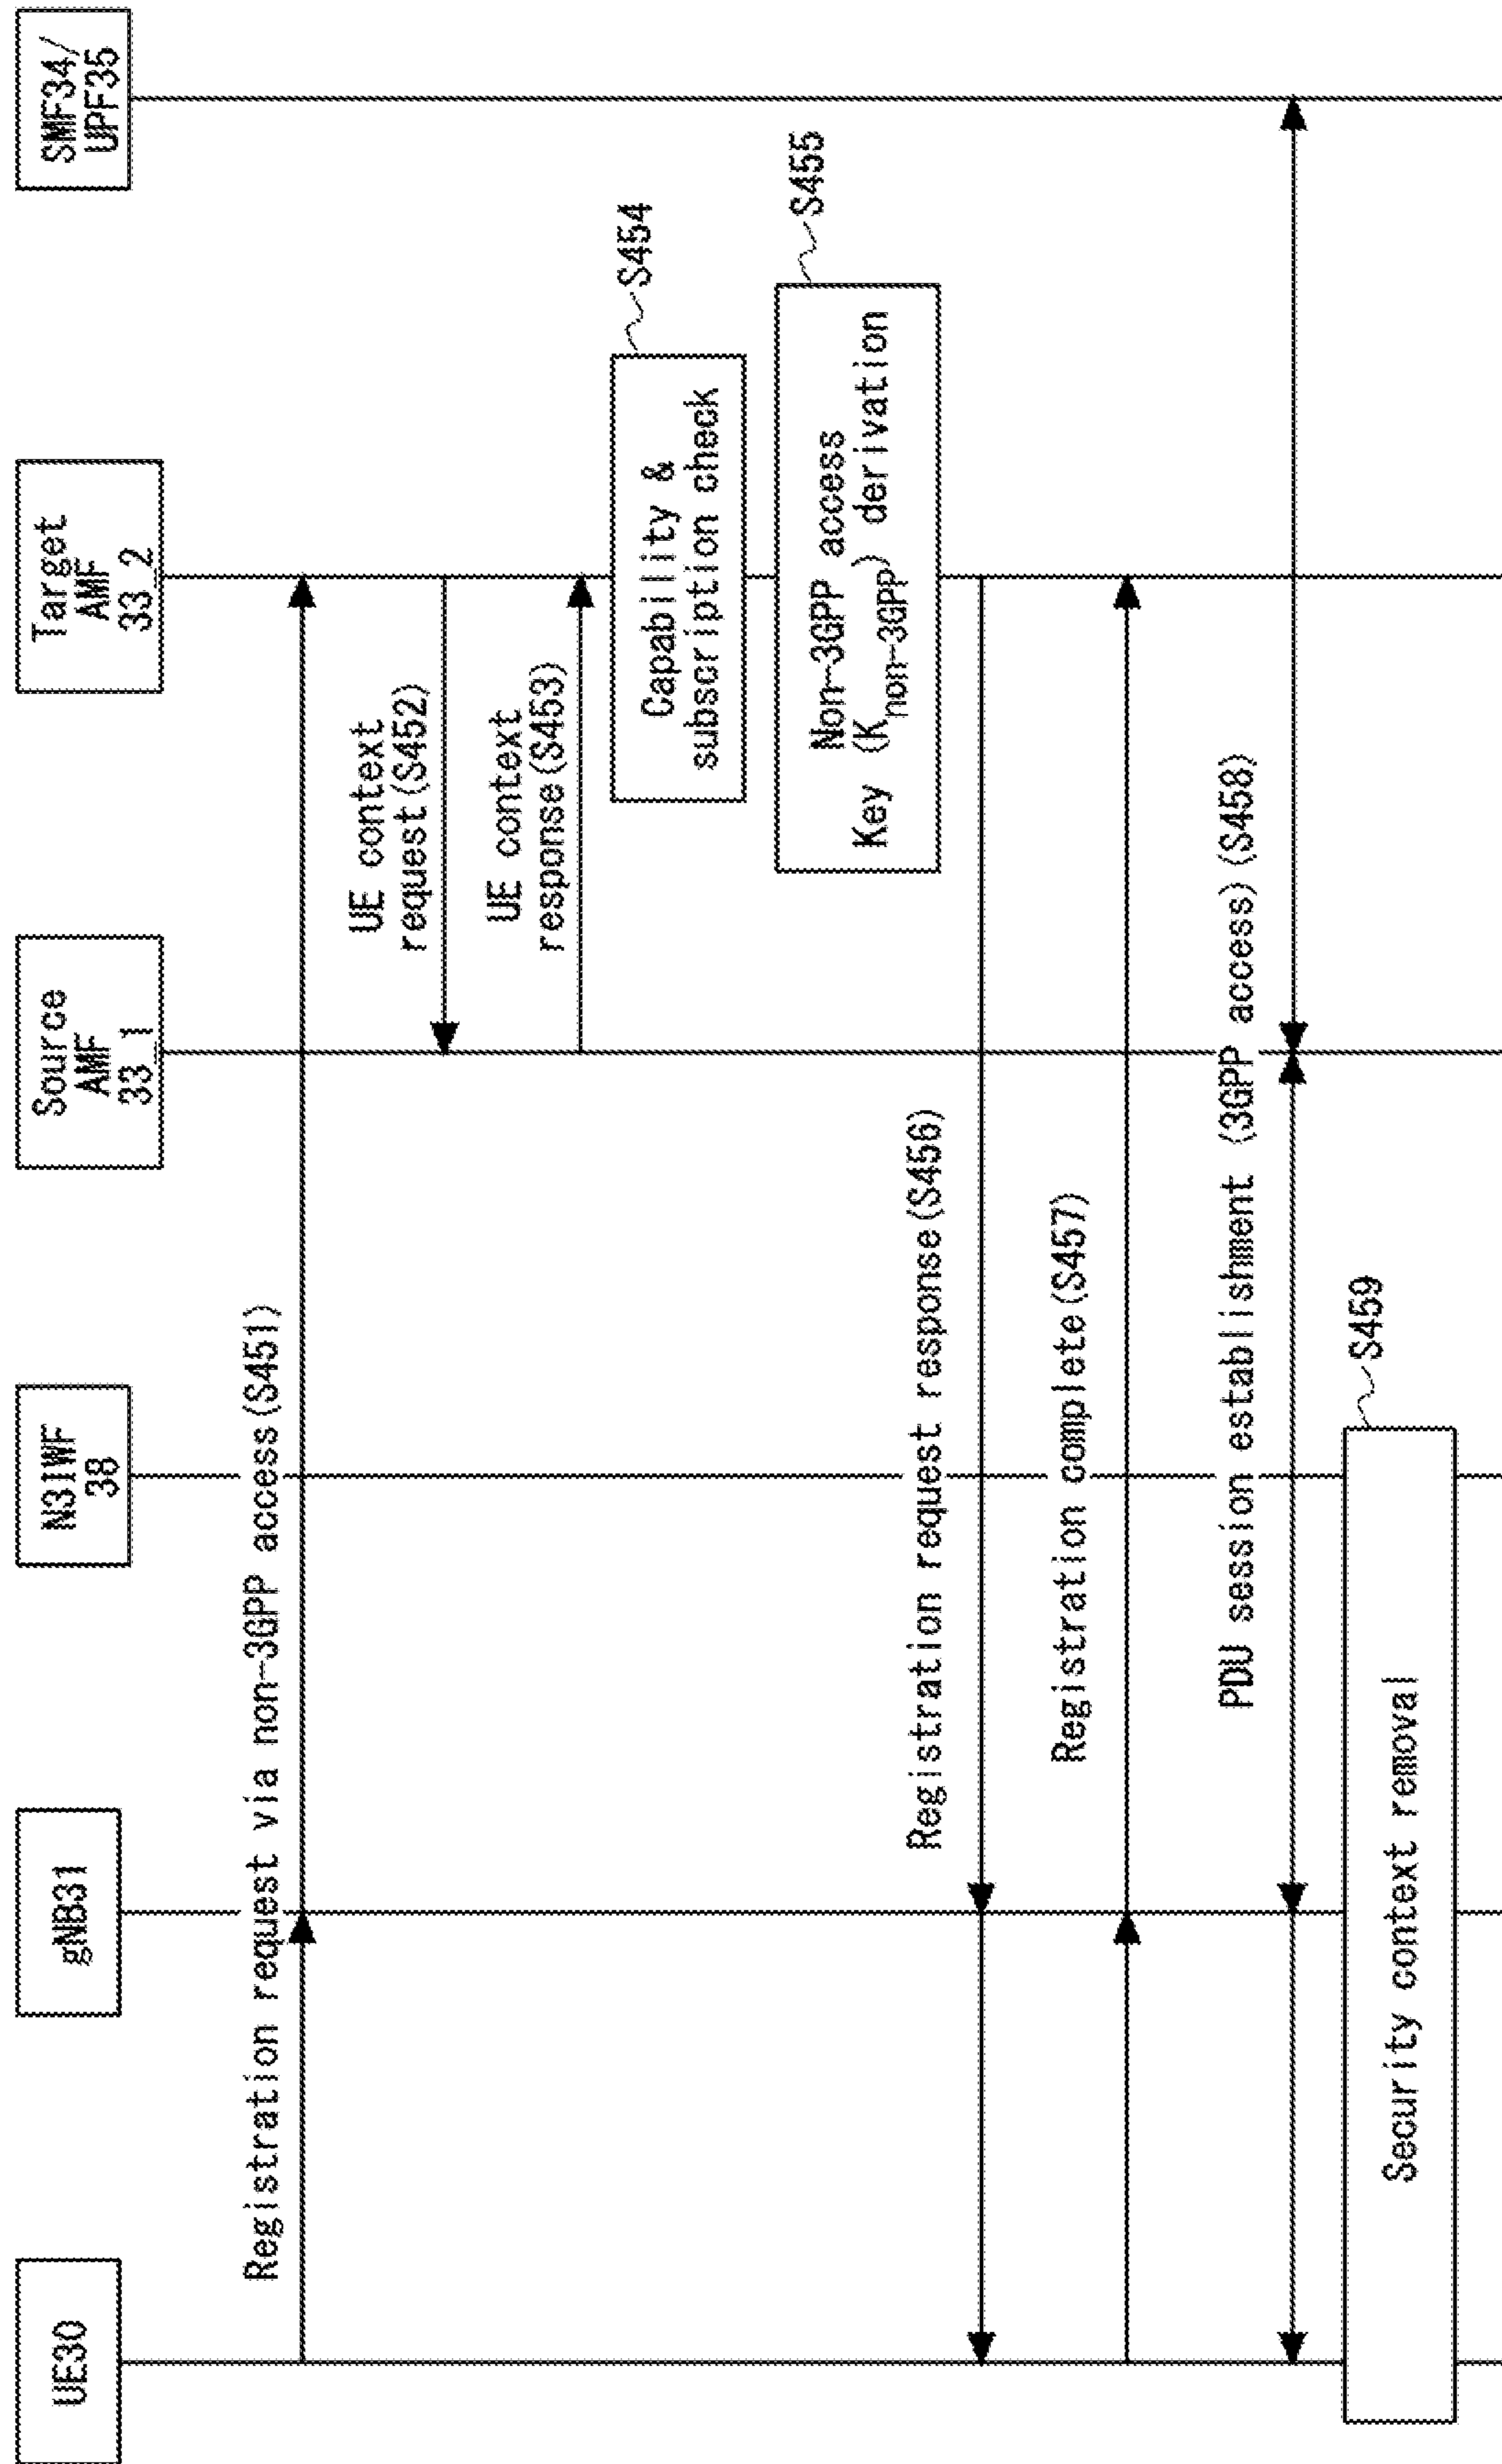 UE30
gNB31
N3IWF
38
Source
AMF
33_1
Target
AMF
33_2
SMF34/
UPF35
Registration request via non-3GPP access(S451)
UE context
request(S452)
UE context
response(S453)
Capability &
subscription check
S454
Non-3GPP access
Key (Knon-3GPP) derivation
S455
Registration request response(S456)
Registration complete(S457)
PDU session establishment (3GPP access)(S458)
Security context removal
S459